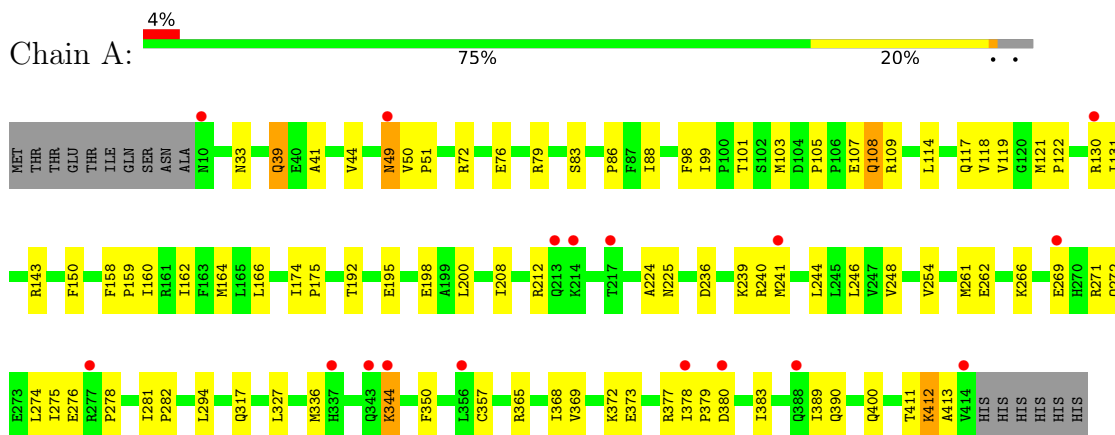 4%
Chain A:
75% 20% • •
MET THR THR GLU THR ILE GLN SER ASN ALA N10 N33 Q39 E40 A41 V44 N49 V50 P51 R72 E76 R79 S83 P86 F87 I88 F98 I99 P100 T101 S102 M103 D104 P105 P106 E107 Q108 R109 L114 Q117 V118 V119 G120 M121 P122 R130
R143 F150 F158 P159 I160 R161 I162 F163 M164 L165 L166 I174 P175 T192 E195 E198 A199 L200 I208 R212 Q213 K214 T217 A224 N225 D236 K239 R240 M241 L244 L245 L246 V247 V248 V254 M261 E262 K266 E269 H270 R271
E273 L274 I275 E276 R277 P278 I281 P282 L294 Q317 L327 M336 H337 Q343 K344 F350 L356 C357 R365 I368 V369 K372 E373 R377 I378 P379 D380 I383 Q388 I389 Q390 Q400 T411 K412 A413 V414 HIS HIS HIS HIS HIS HIS